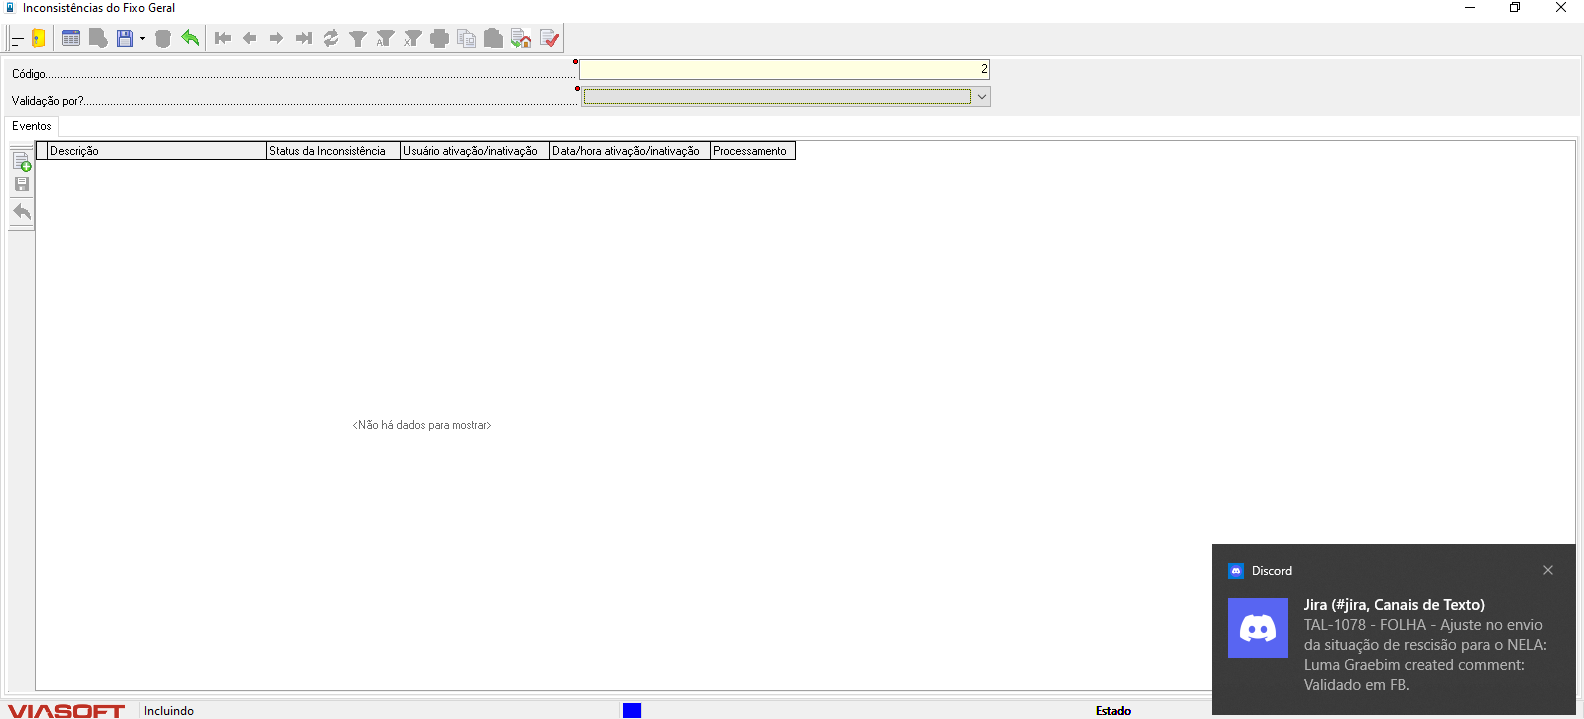 Inconsistências do Fixo Geral
Código
2
Validação por?
Eventos
Descrição Status da Inconsistência Usuário ativação/inativação Data/hora ativação/inativação Processamento
<Não há dados para mostrar>
Discord
Jira (#jira, Canais de Texto)
TAL-1078 - FOLHA - Ajuste no envio
da situação de rescisão para o NELA:
Luma Graebim created comment:
Validado em FB.
VIASOFT Incluindo Estado